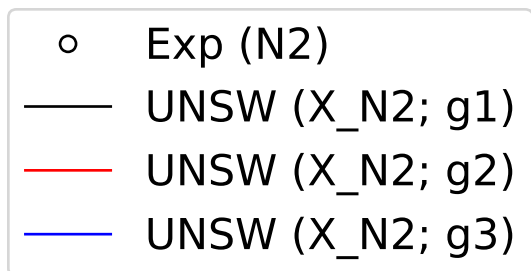 Exp (N2)
UNSW (X_N2; g1)
UNSW (X_N2; g2)
UNSW (X_N2; g3)